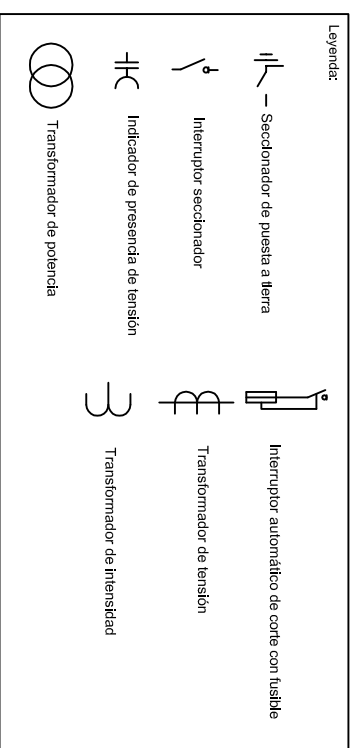 Leyenda:
Seccionador de puesta a tierra
Interruptor seccionador
Indicador de presencia de tensión
Transformador de potencia
Interruptor automático de corte con fusible
Transformador de tensión
Transformador de intensidad